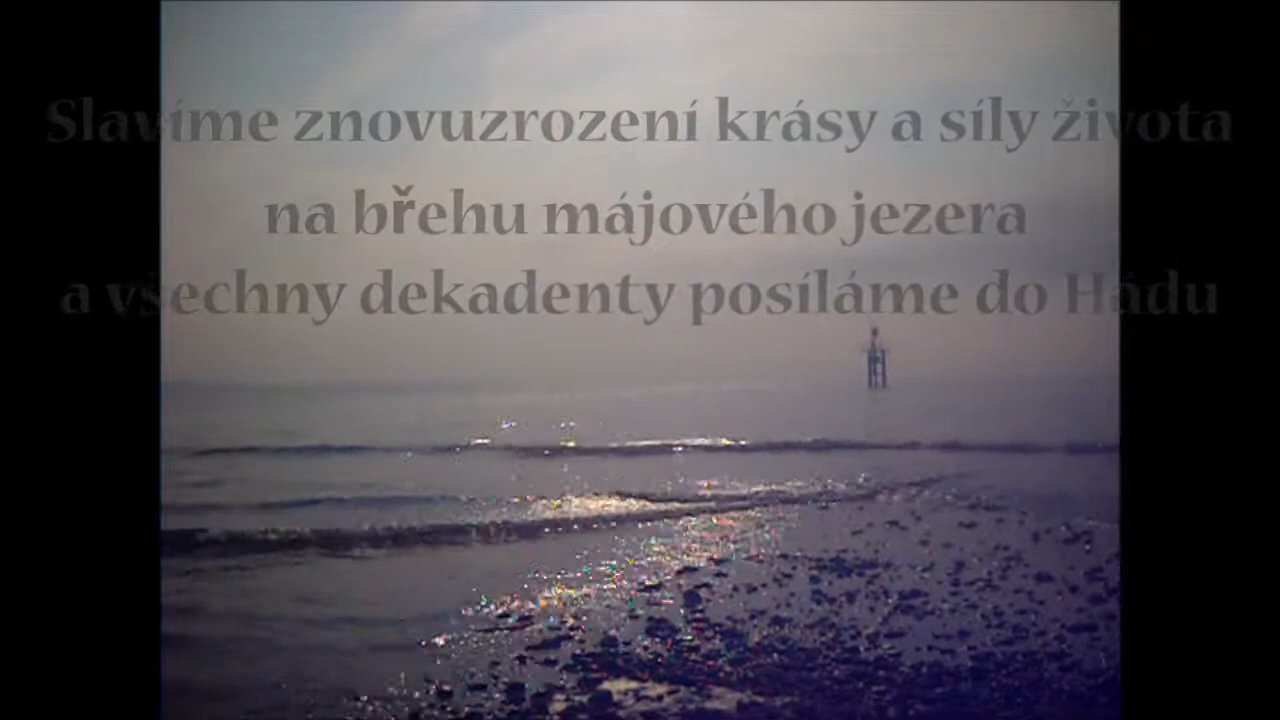 Slavíme znovuzrození krásy a síly života
na břehu májového jezera
a všechny dekadenty posíláme do Hádu